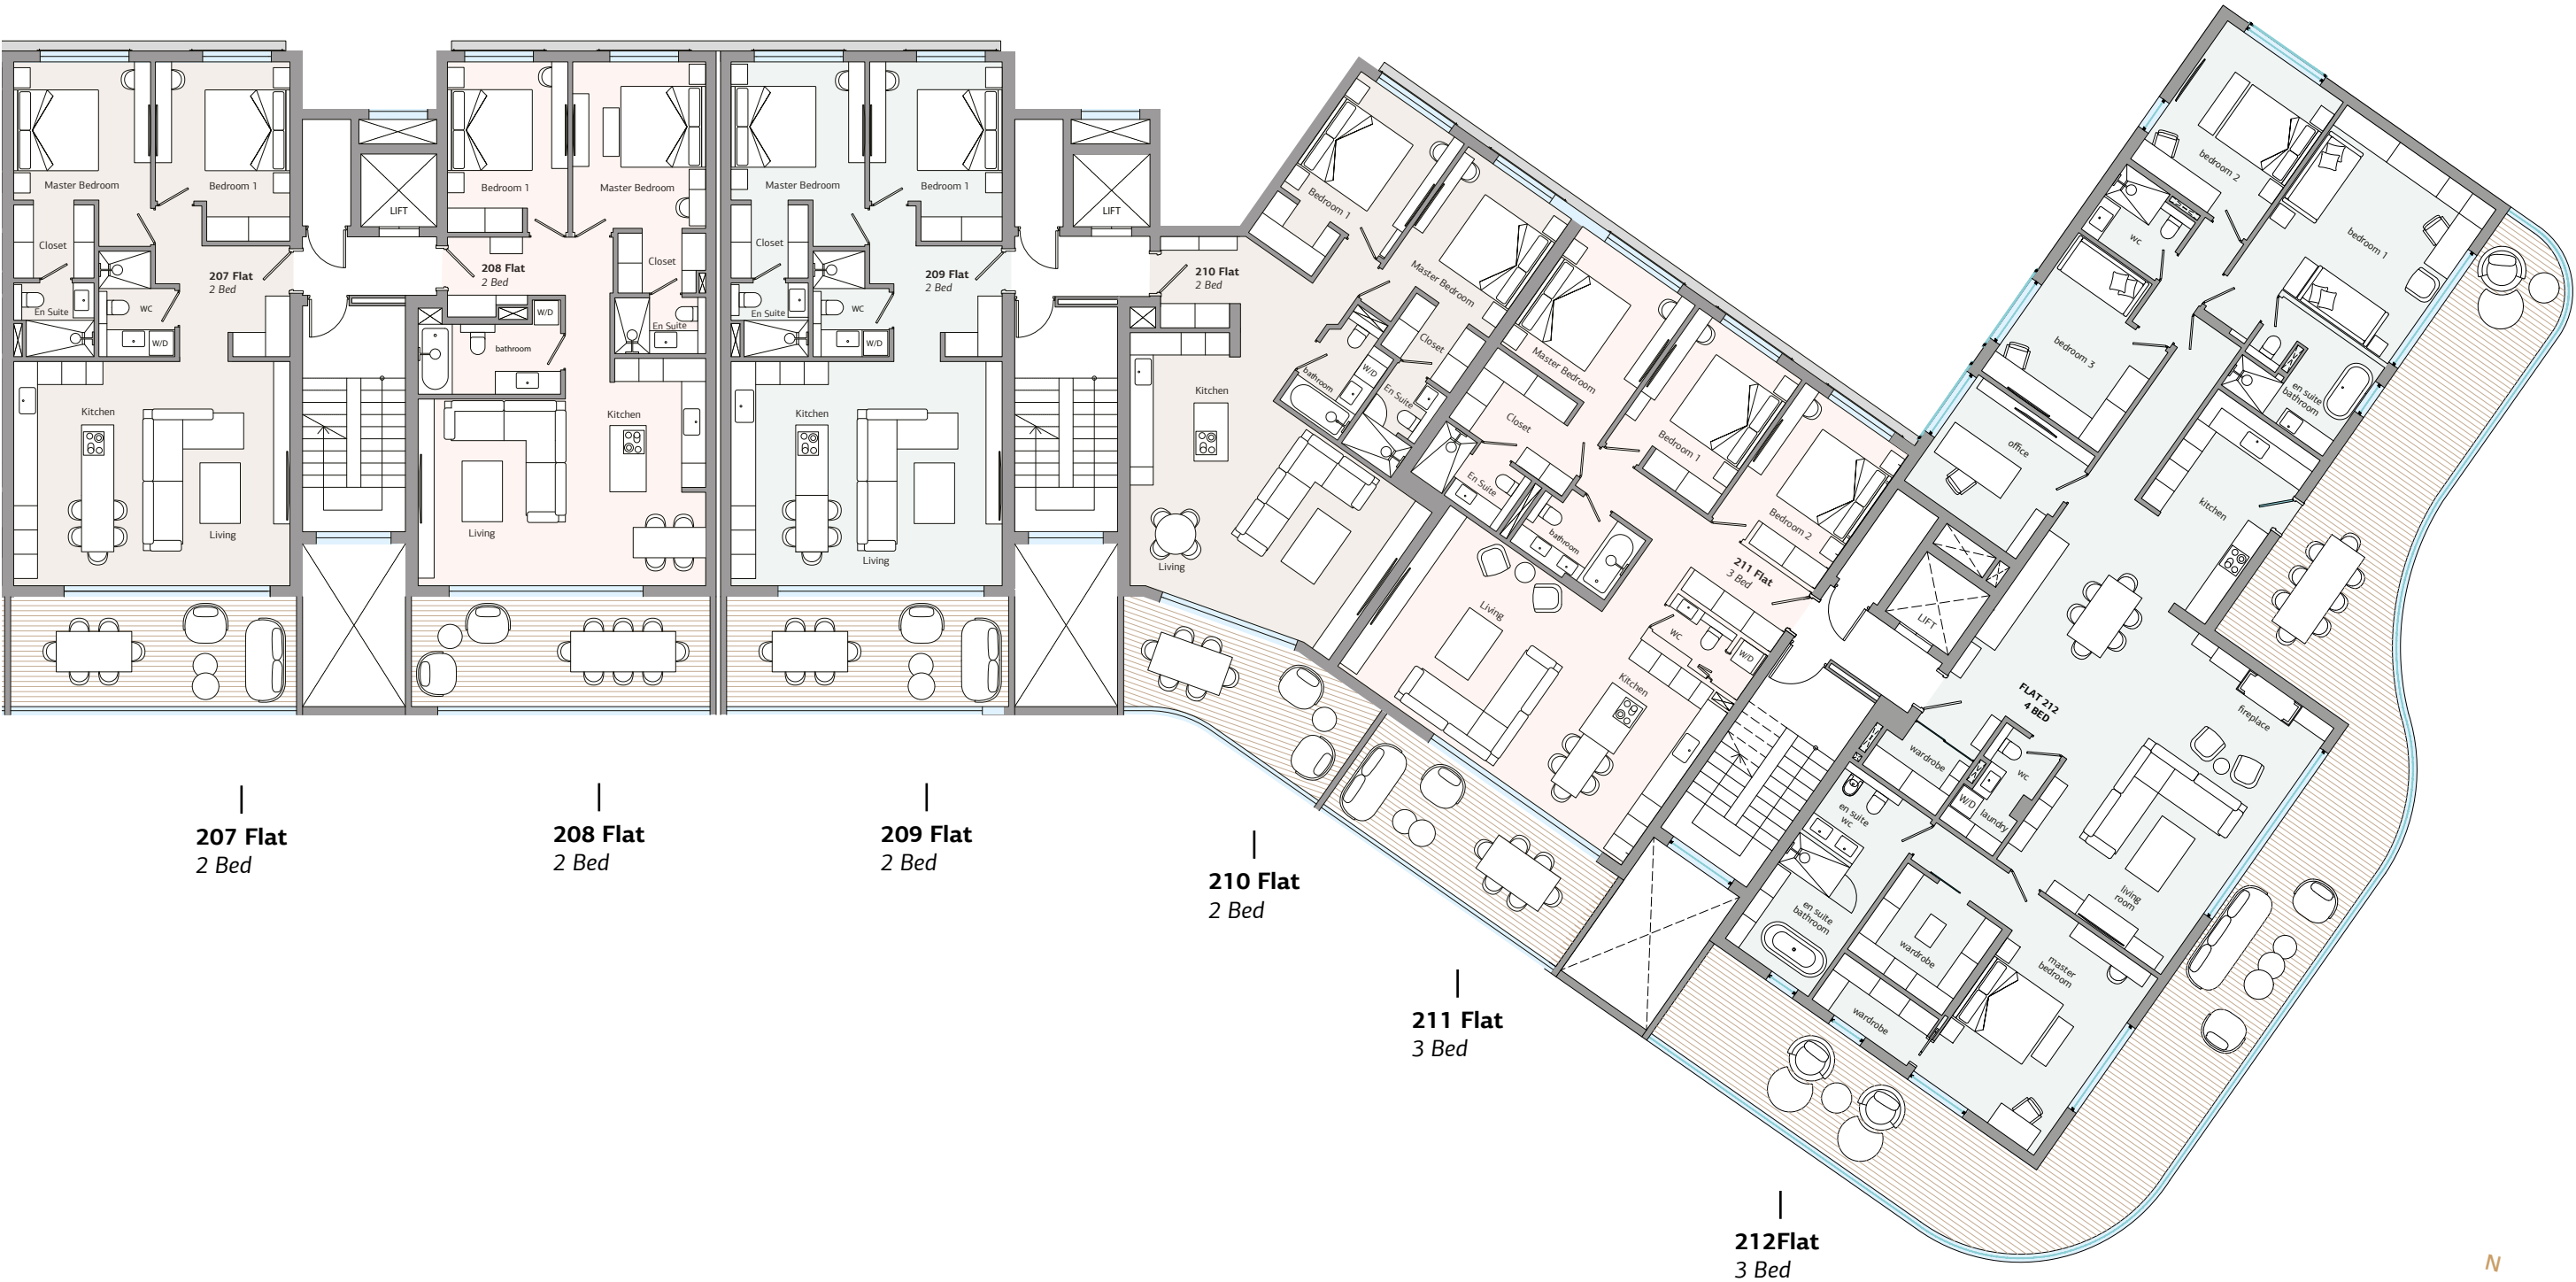 Master Bedroom
Bedroom 1
Closet
207 Flat
2 Bed
En Suite
WC
W/D
Kitchen
Living
LIFT
Bedroom 1
Master Bedroom
208 Flat
2 Bed
Closet
W/D
En Suite
bathroom
Kitchen
Living
Master Bedroom
Bedroom 1
Closet
209 Flat
2 Bed
En Suite
WC
W/D
Kitchen
Living
LIFT
210 Flat
2 Bed
Bedroom 1
Master Bedroom
Closet
bathroom
W/D
En Suite
Kitchen
Living
Master Bedroom
Closet
Bedroom 1
En Suite
bathroom
Bedroom 2
211 Flat
3 Bed
Living
WC
W/D
Kitchen
LIFT
bedroom 2
bedroom 1
wc
bedroom 3
en suite
bathroom
office
kitchen
FLAT 212
4 BED
fireplace
wardrobe
wc
W/D
laundry
en suite
wc
living
room
en suite
bathroom
wardrobe
master
bedroom
wardrobe
207 Flat
2 Bed
208 Flat
2 Bed
209 Flat
2 Bed
210 Flat
2 Bed
211 Flat
3 Bed
212Flat
3 Bed
N